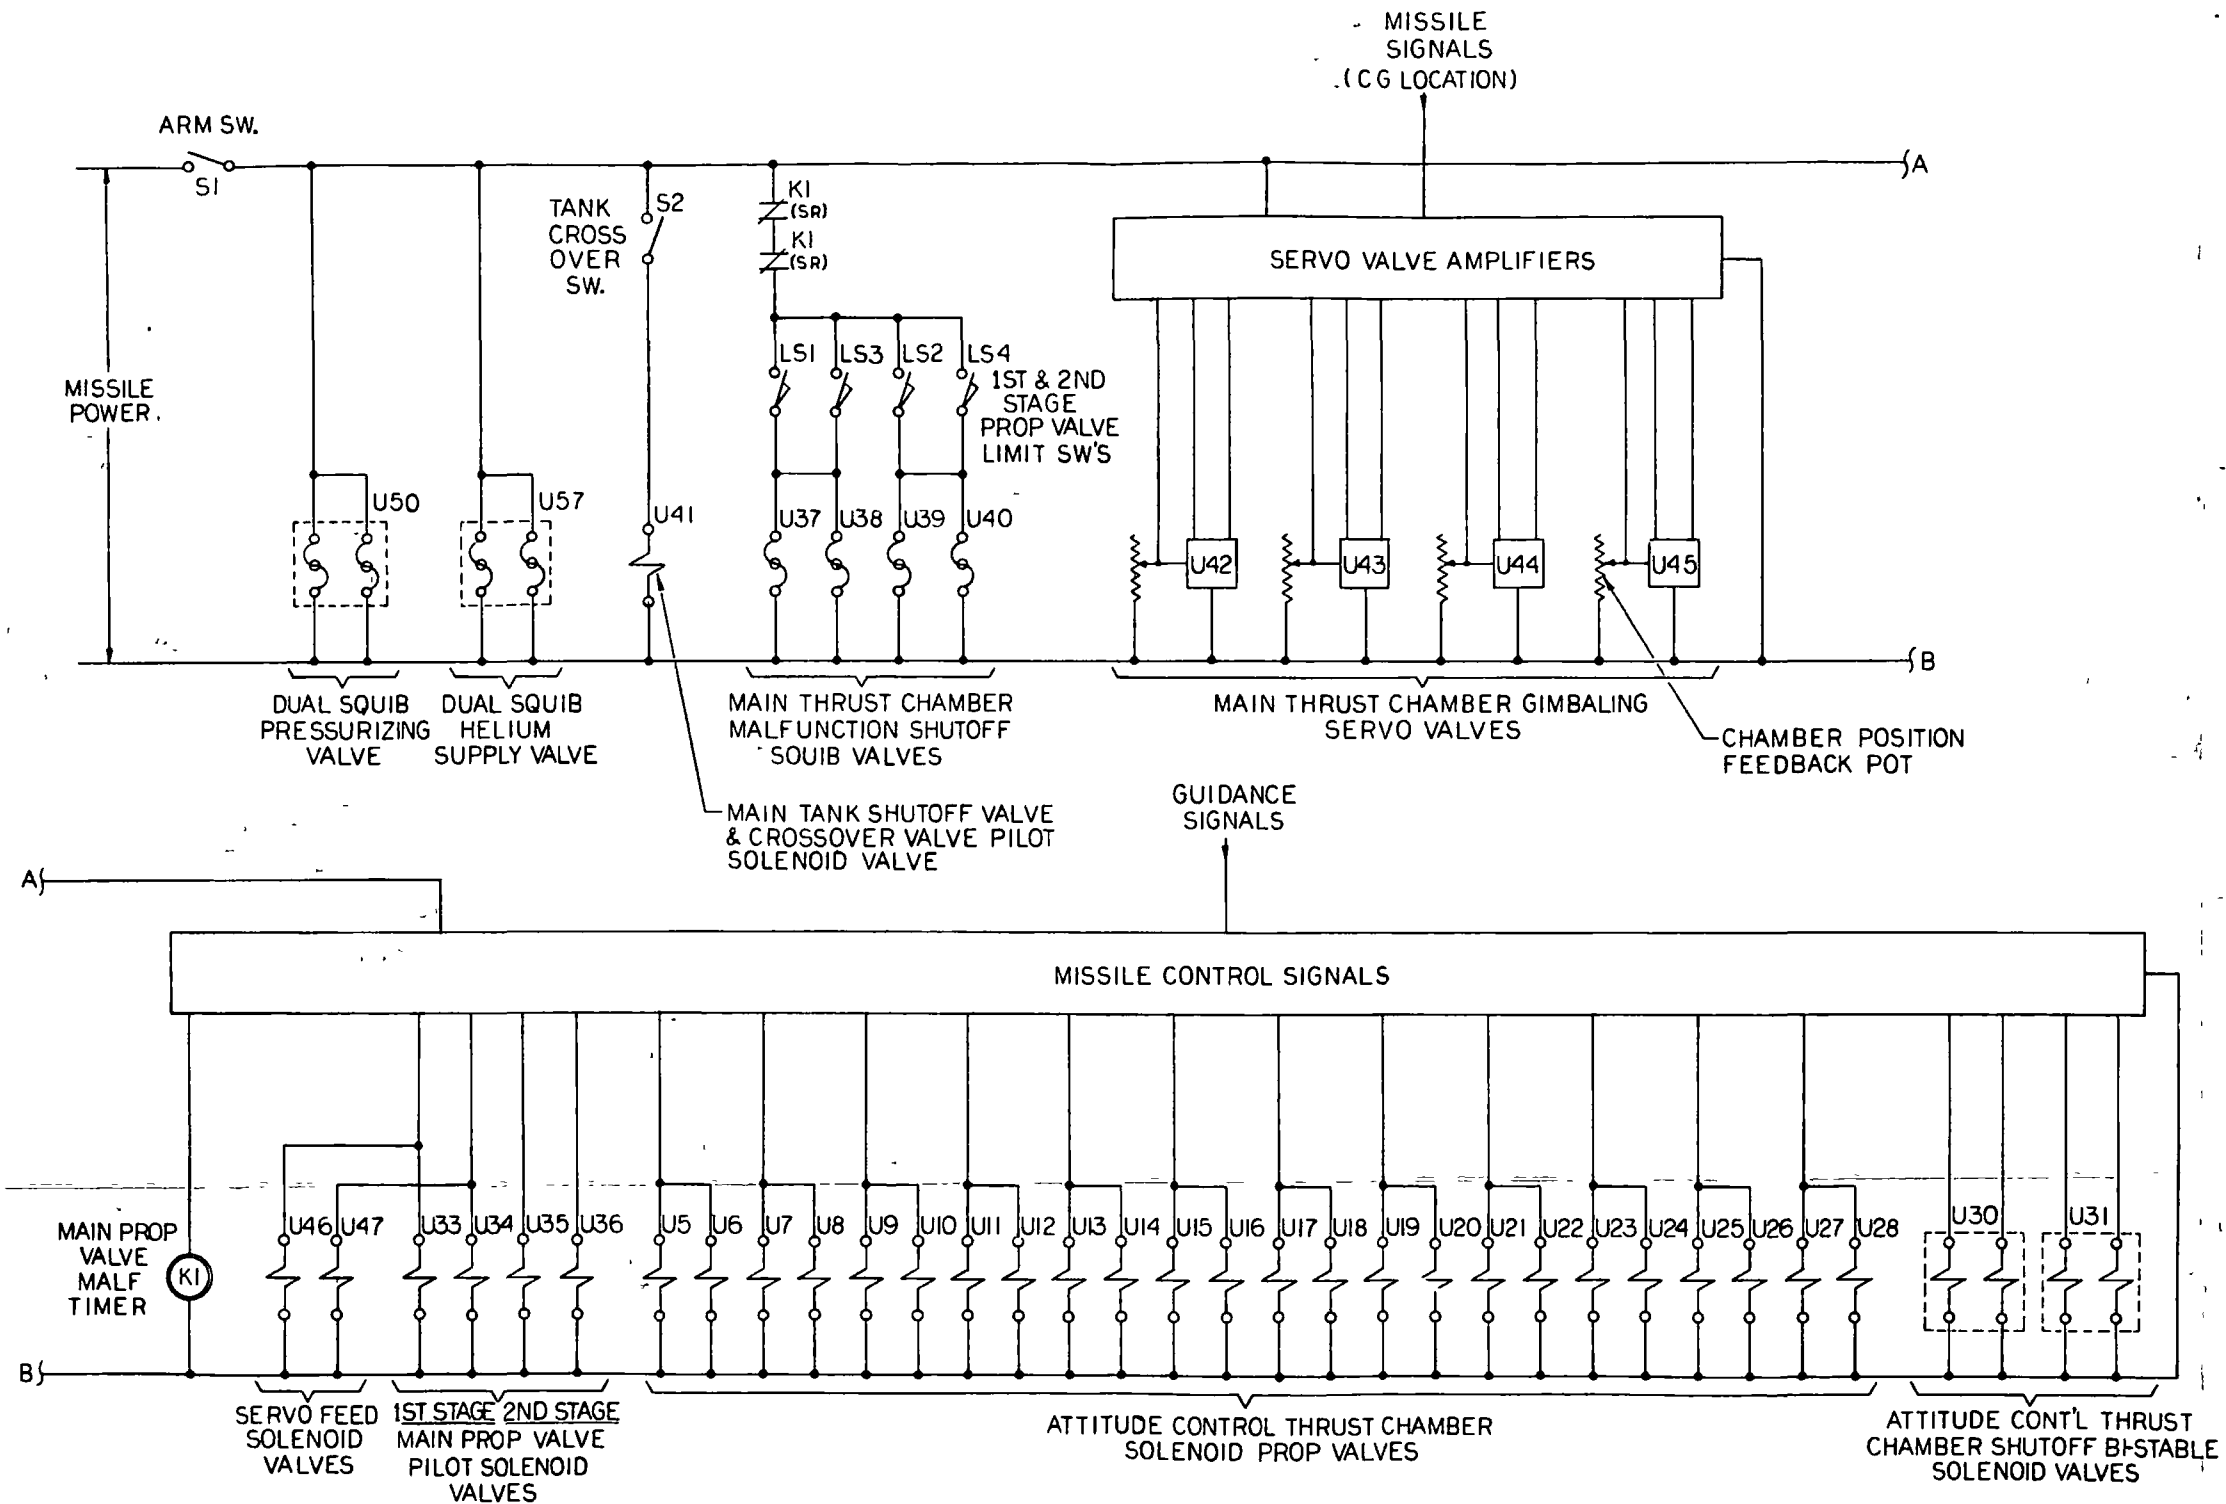 MISSILE
SIGNALS
(CG LOCATION)
ARM SW.
S1
A
K1
(SR)
K1
(SR)
S2
TANK
CROSS
OVER
SW.
SERVO VALVE AMPLIFIERS
LS1 LS3 LS2 LS4
1ST & 2ND
STAGE
PROP VALVE
LIMIT SW'S
MISSILE
POWER
U50 U57 U41 U37 U38 U39 U40
U42 U43 U44 U45
B
DUAL SQUIB
PRESSURIZING
VALVE
DUAL SQUIB
HELIUM
SUPPLY VALVE
MAIN THRUST CHAMBER
MALFUNCTION SHUTOFF
SQUIB VALVES
MAIN THRUST CHAMBER GIMBALING
SERVO VALVES
CHAMBER POSITION
FEEDBACK POT
MAIN TANK SHUTOFF VALVE
& CROSSOVER VALVE PILOT
SOLENOID VALVE
GUIDANCE
SIGNALS
A
MISSILE CONTROL SIGNALS
MAIN PROP
VALVE
MALF
TIMER
K1
U46 U47 U33 U34 U35 U36 U5 U6 U7 U8 U9 U10 U11 U12 U13 U14 U15 U16 U17 U18 U19 U20 U21 U22 U23 U24 U25 U26 U27 U28 U30 U31
B
SERVO FEED
SOLENOID
VALVES
1ST STAGE 2ND STAGE
MAIN PROP VALVE
PILOT SOLENOID
VALVES
ATTITUDE CONTROL THRUST CHAMBER
SOLENOID PROP VALVES
ATTITUDE CONT'L THRUST
CHAMBER SHUTOFF BI-STABLE
SOLENOID VALVES